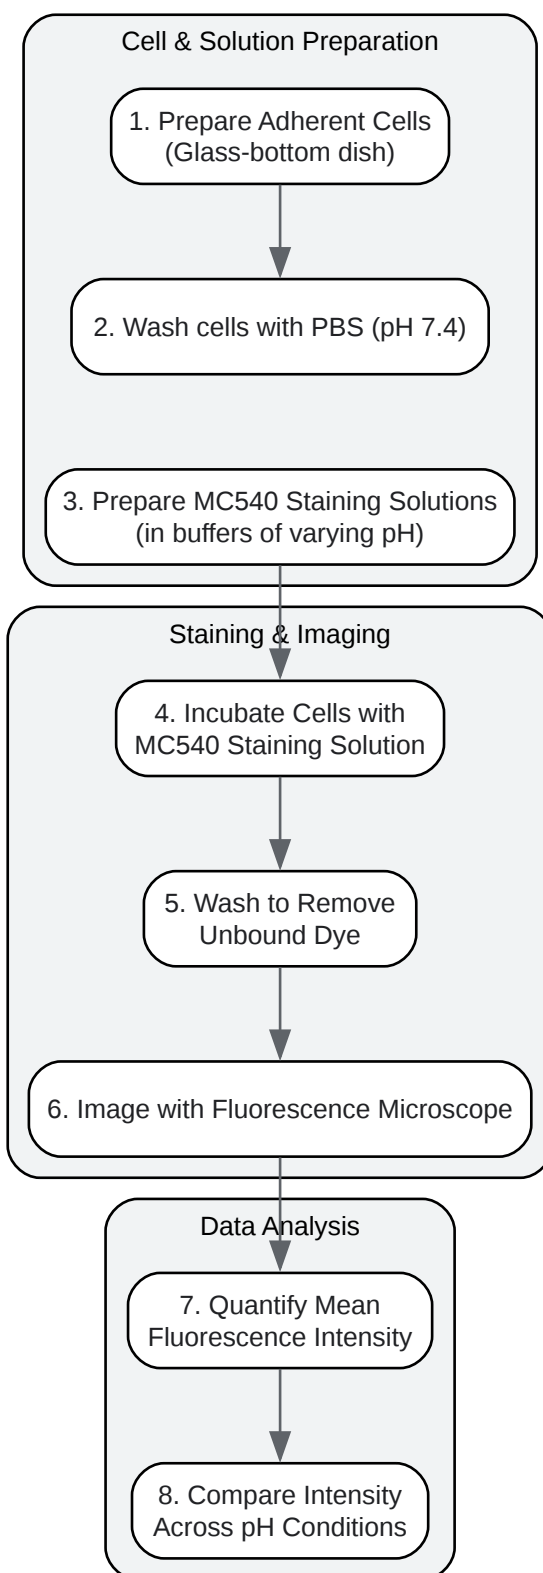 Cell & Solution Preparation
1. Prepare Adherent Cells
(Glass-bottom dish)
2. Wash cells with PBS (pH 7.4)
3. Prepare MC540 Staining Solutions
(in buffers of varying pH)
Staining & Imaging
4. Incubate Cells with
MC540 Staining Solution
5. Wash to Remove
Unbound Dye
6. Image with Fluorescence Microscope
Data Analysis
7. Quantify Mean
Fluorescence Intensity
8. Compare Intensity
Across pH Conditions